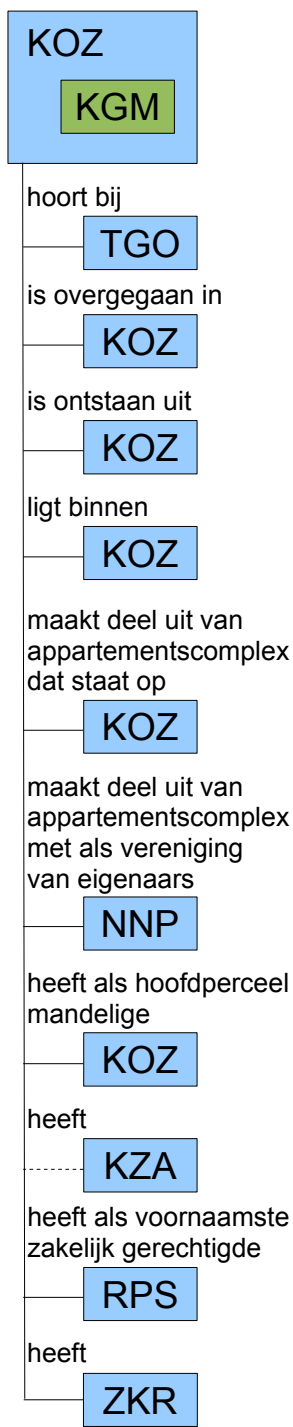 KOZ
KGM
hoort bij
TGO
is overgegaan in
KOZ
is ontstaan uit
KOZ
ligt binnen
KOZ
maakt deel uit van
appartementscomplex
dat staat op
KOZ
maakt deel uit van
appartementscomplex
met als vereniging
van eigenaars
NNP
heeft als hoofdperceel
mandelige
KOZ
heeft
KZA
heeft als voornaamste
zakelijk gerechtigde
RPS
heeft
ZKR